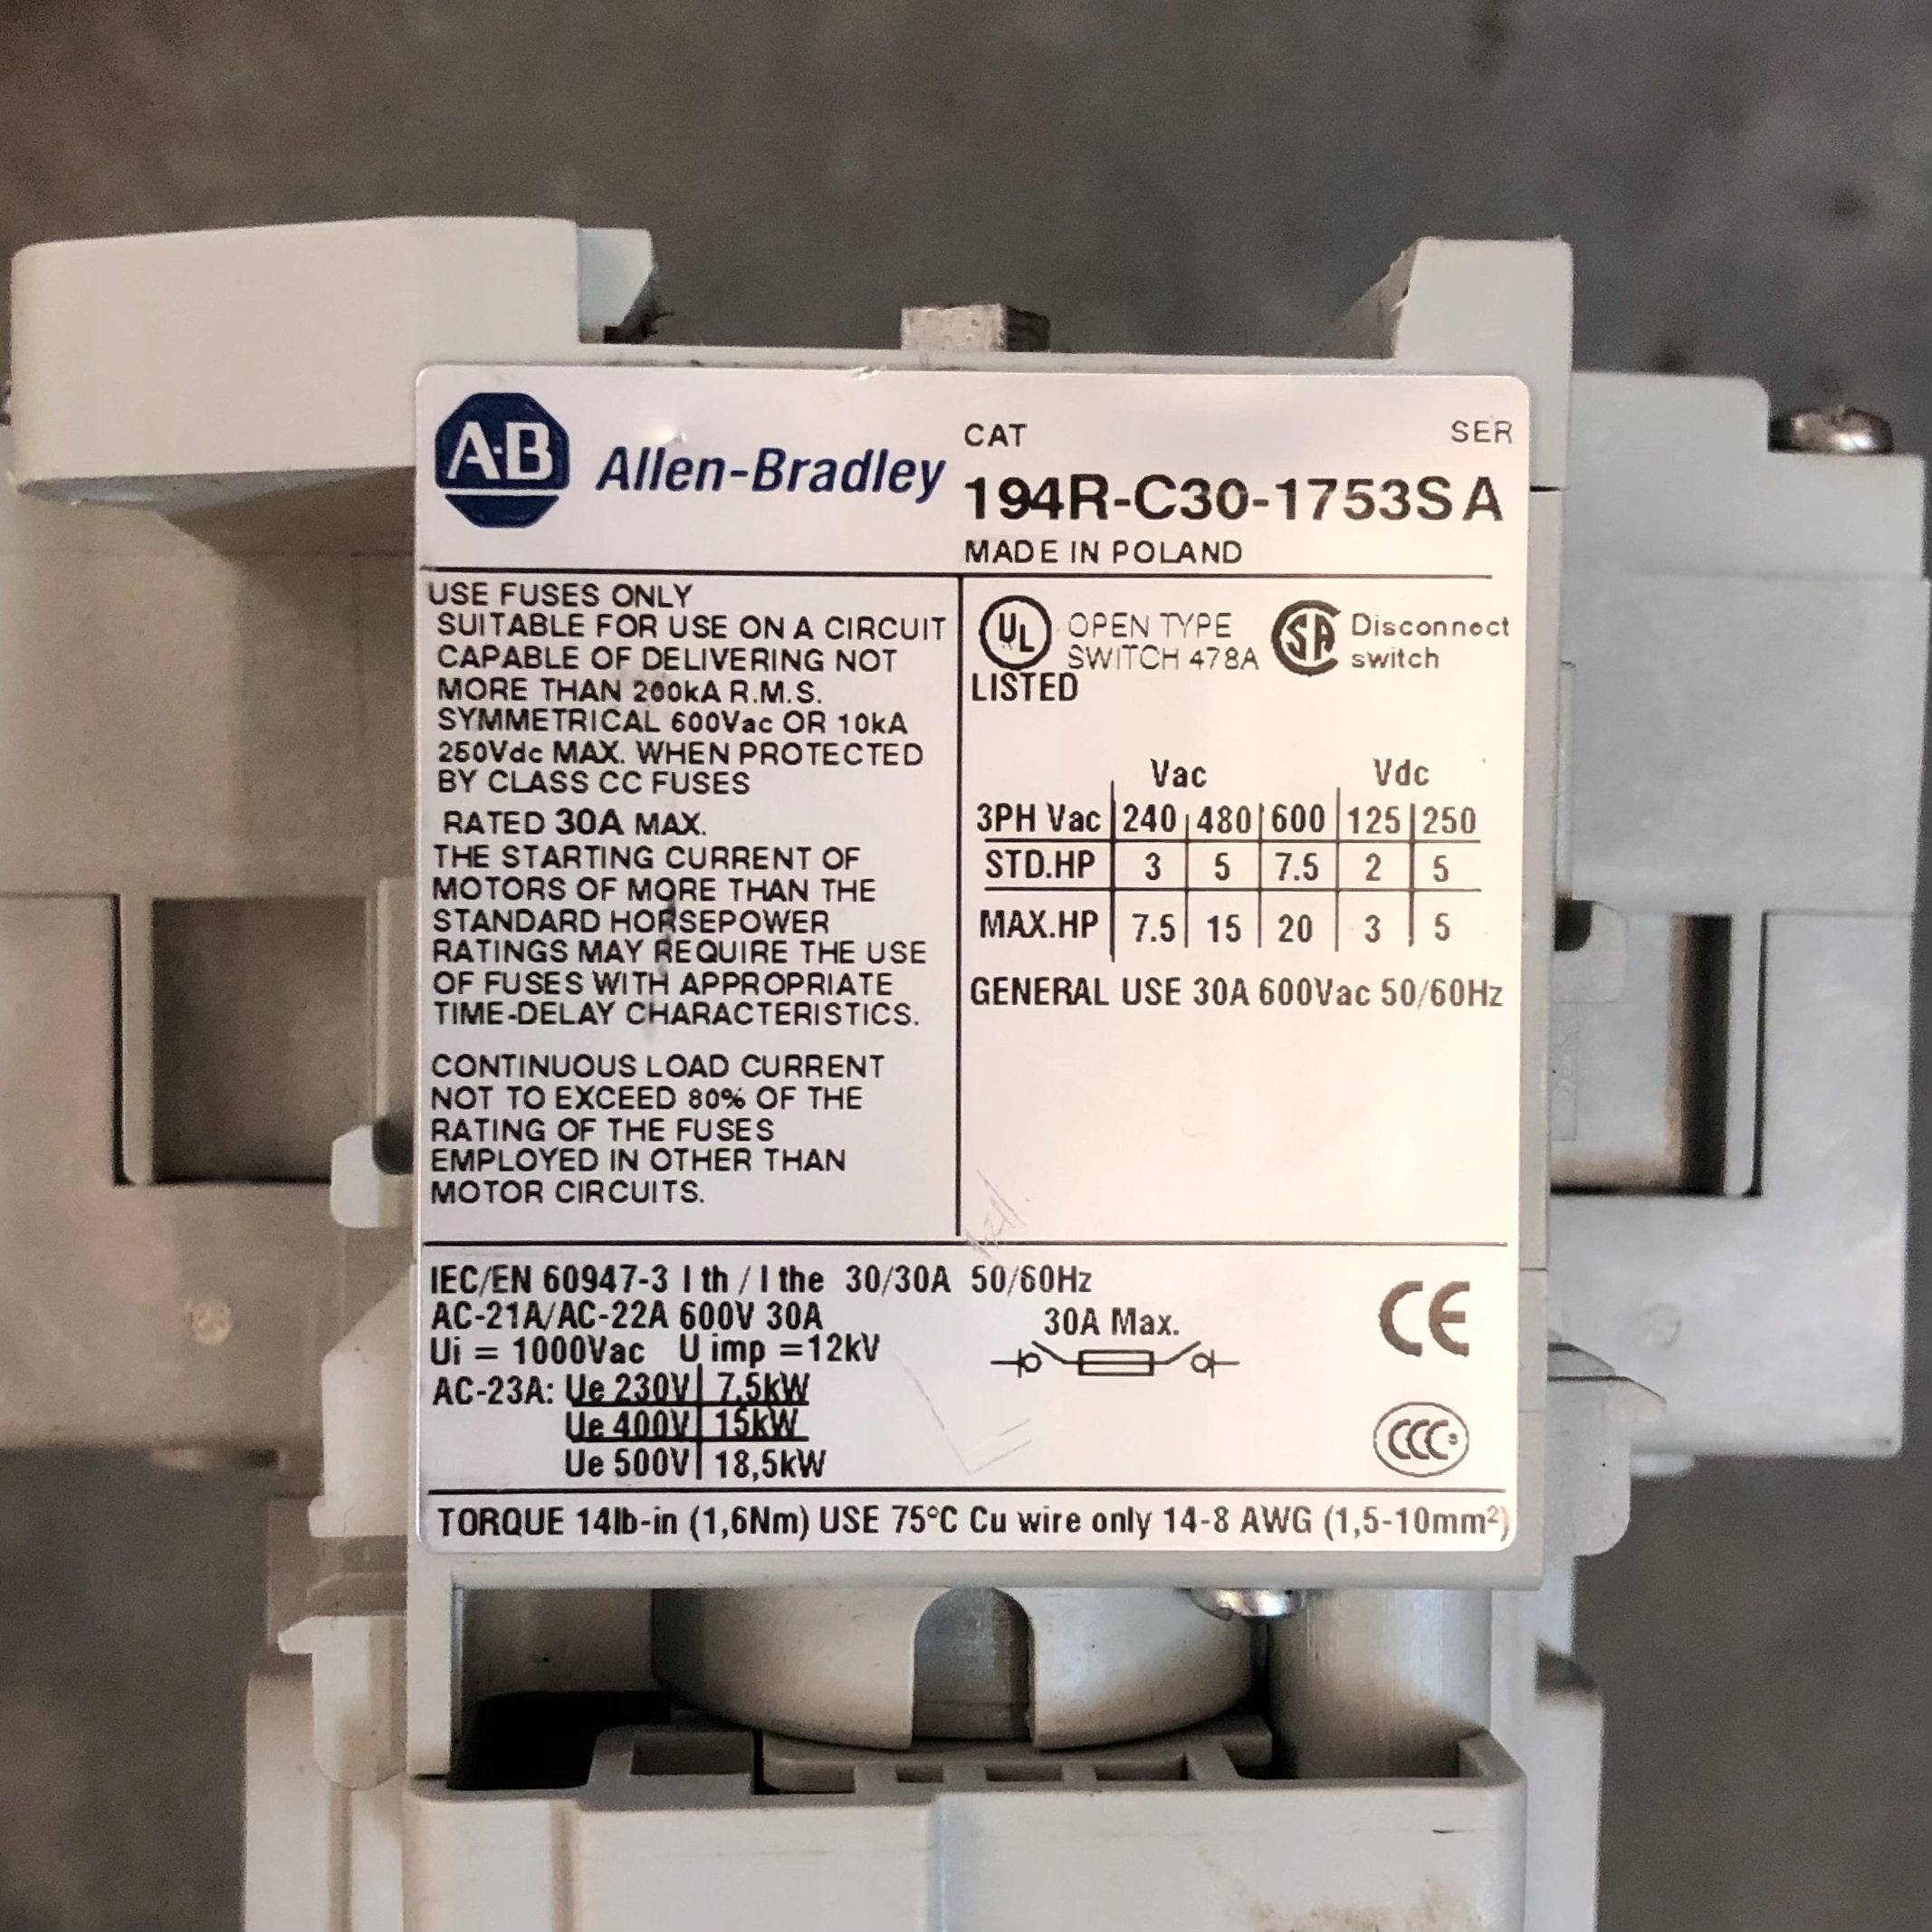 A-B Allen-Bradley
CAT SER
194R-C30-1753S A
MADE IN POLAND
USE FUSES ONLY
SUITABLE FOR USE ON A CIRCUIT
CAPABLE OF DELIVERING NOT
MORE THAN 200kA R.M.S.
SYMMETRICAL 600Vac OR 10kA
250Vdc MAX. WHEN PROTECTED
BY CLASS CC FUSES
RATED 30A MAX.
THE STARTING CURRENT OF
MOTORS OF MORE THAN THE
STANDARD HORSEPOWER
RATINGS MAY REQUIRE THE USE
OF FUSES WITH APPROPRIATE
TIME-DELAY CHARACTERISTICS.
CONTINUOUS LOAD CURRENT
NOT TO EXCEED 80% OF THE
RATING OF THE FUSES
EMPLOYED IN OTHER THAN
MOTOR CIRCUITS.
UL OPEN TYPE SA Disconnect
SWITCH 478A switch
LISTED
Vac Vdc
3PH Vac 240 480 600 125 250
STD.HP 3 5 7.5 2 5
MAX.HP 7.5 15 20 3 5
GENERAL USE 30A 600Vac 50/60Hz
IEC/EN 60947-3 I th / I the 30/30A 50/60Hz
AC-21A/AC-22A 600V 30A
30A Max.
CE
Ui = 1000Vac U imp =12kV
AC-23A: Ue 230V 7.5kW
Ue 400V 15kW
Ue 500V 18,5kW
CCC S
TORQUE 14lb-in (1,6Nm) USE 75°C Cu wire only 14-8 AWG (1,5-10mm²)